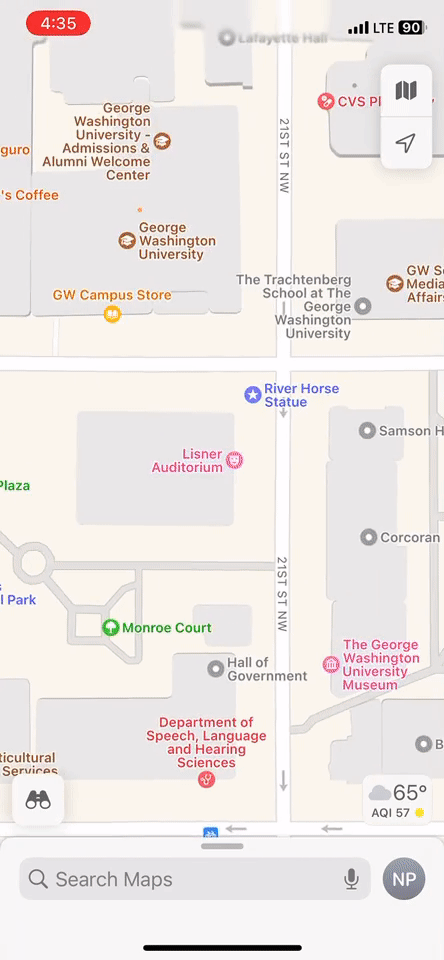 4:35
LTE 90
Lafayette Hall
George
Washington
University -
Admissions &
Alumni Welcome
Center
CVS
guro
's Coffee
21ST ST NW
George
Washington
University
GW Campus Store
The Trachtenberg
School at The
George
Washington
University
GW
Media
Affairs
River Horse
Statue
Samson H
Lisner
Auditorium
Plaza
Corcoran
21ST ST NW
l Park
Monroe Court
Hall of
Government
The George
Washington
University
Museum
Department of
Speech, Language
and Hearing
Sciences
B
ticultural
Services
65°
AQI 57
Search Maps
NP